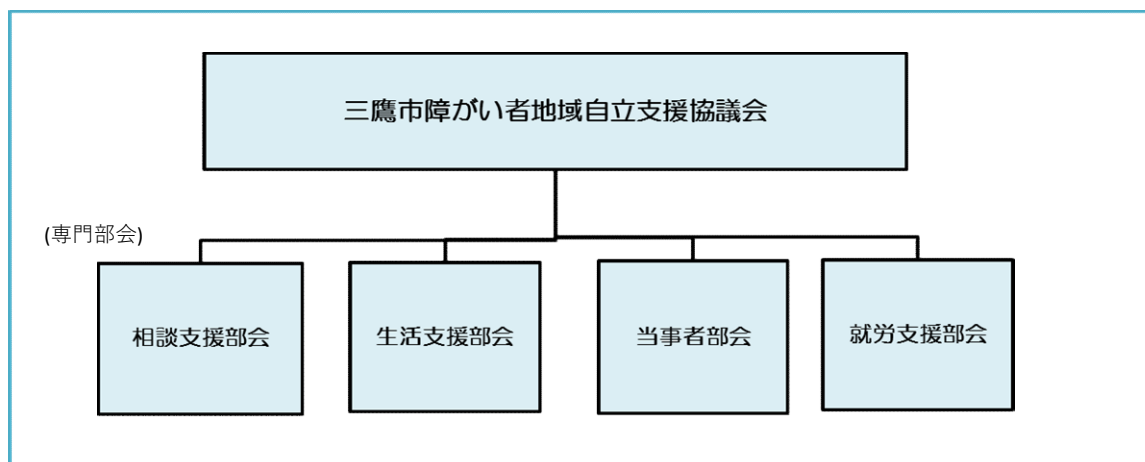 三鷹市障がい者地域自立支援協議会
(専門部会)
相談支援部会
生活支援部会
当事者部会
就労支援部会